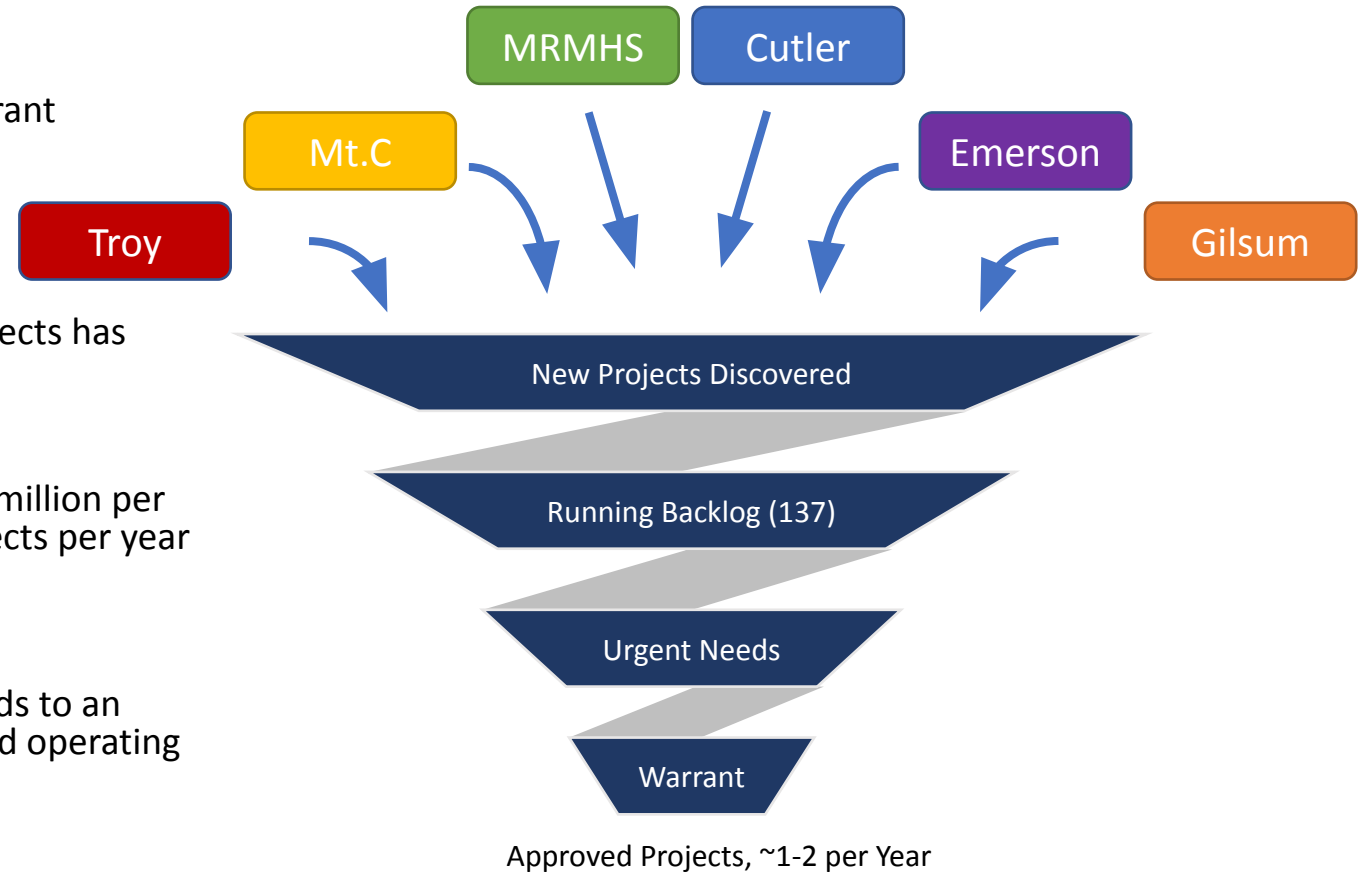 MRMHS
Cutler
rant
Mt.C
Emerson
Troy
Gilsum
jects has
New Projects Discovered
million per
ects per year
Running Backlog (137)
Urgent Needs
ds to an
d operating
Warrant
Approved Projects, ~1-2 per Year